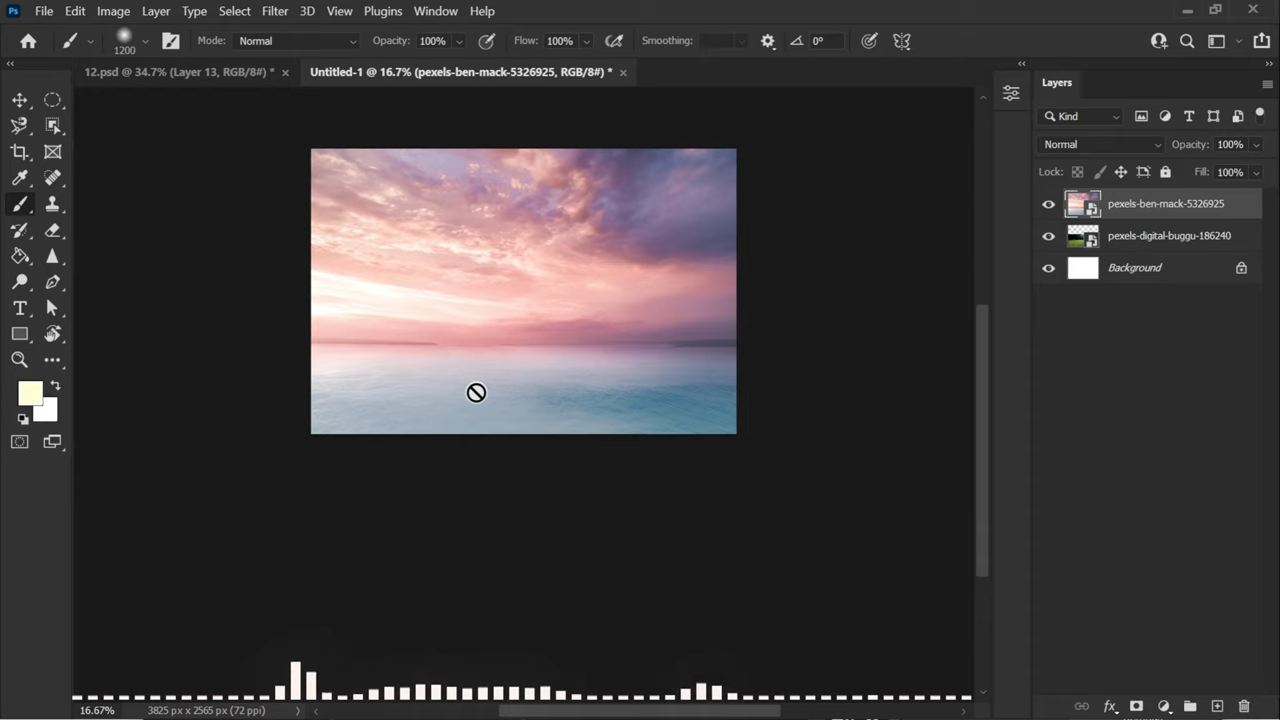 Ps File Edit Image Layer Type Select Filter 3D View Plugins Window Help
1200 Mode: Normal Opacity: 100% Flow: 100% Smoothing: 0°
12.psd @ 34.7% (Layer 13, RGB/8#) * × Untitled-1 @ 16.7% (pexels-ben-mack-5326925, RGB/8#) * ×
Layers
Kind
Normal Opacity: 100%
Lock: Fill: 100%
pexels-ben-mack-5326925
pexels-digital-buggu-186240
Background
16.67% 3825 px x 2565 px (72 ppi)